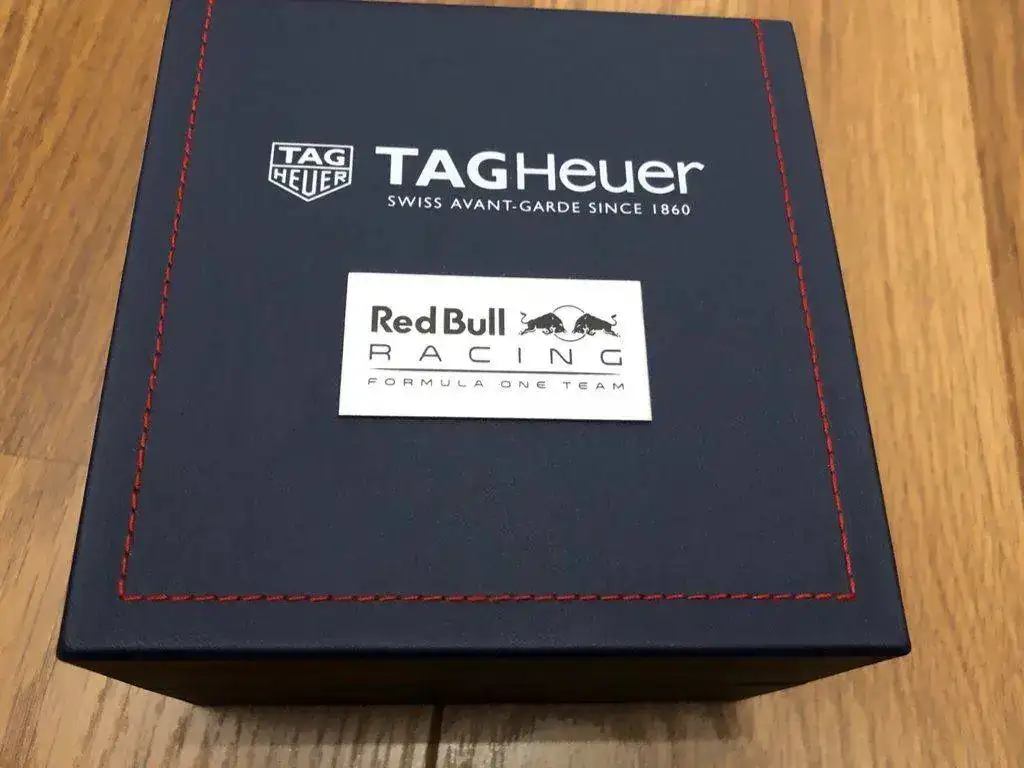 TAG
HEUER
TAGHeuer
SWISS AVANT-GARDE SINCE 1860
Red Bull
RACING
FORMULA ONE TEAM